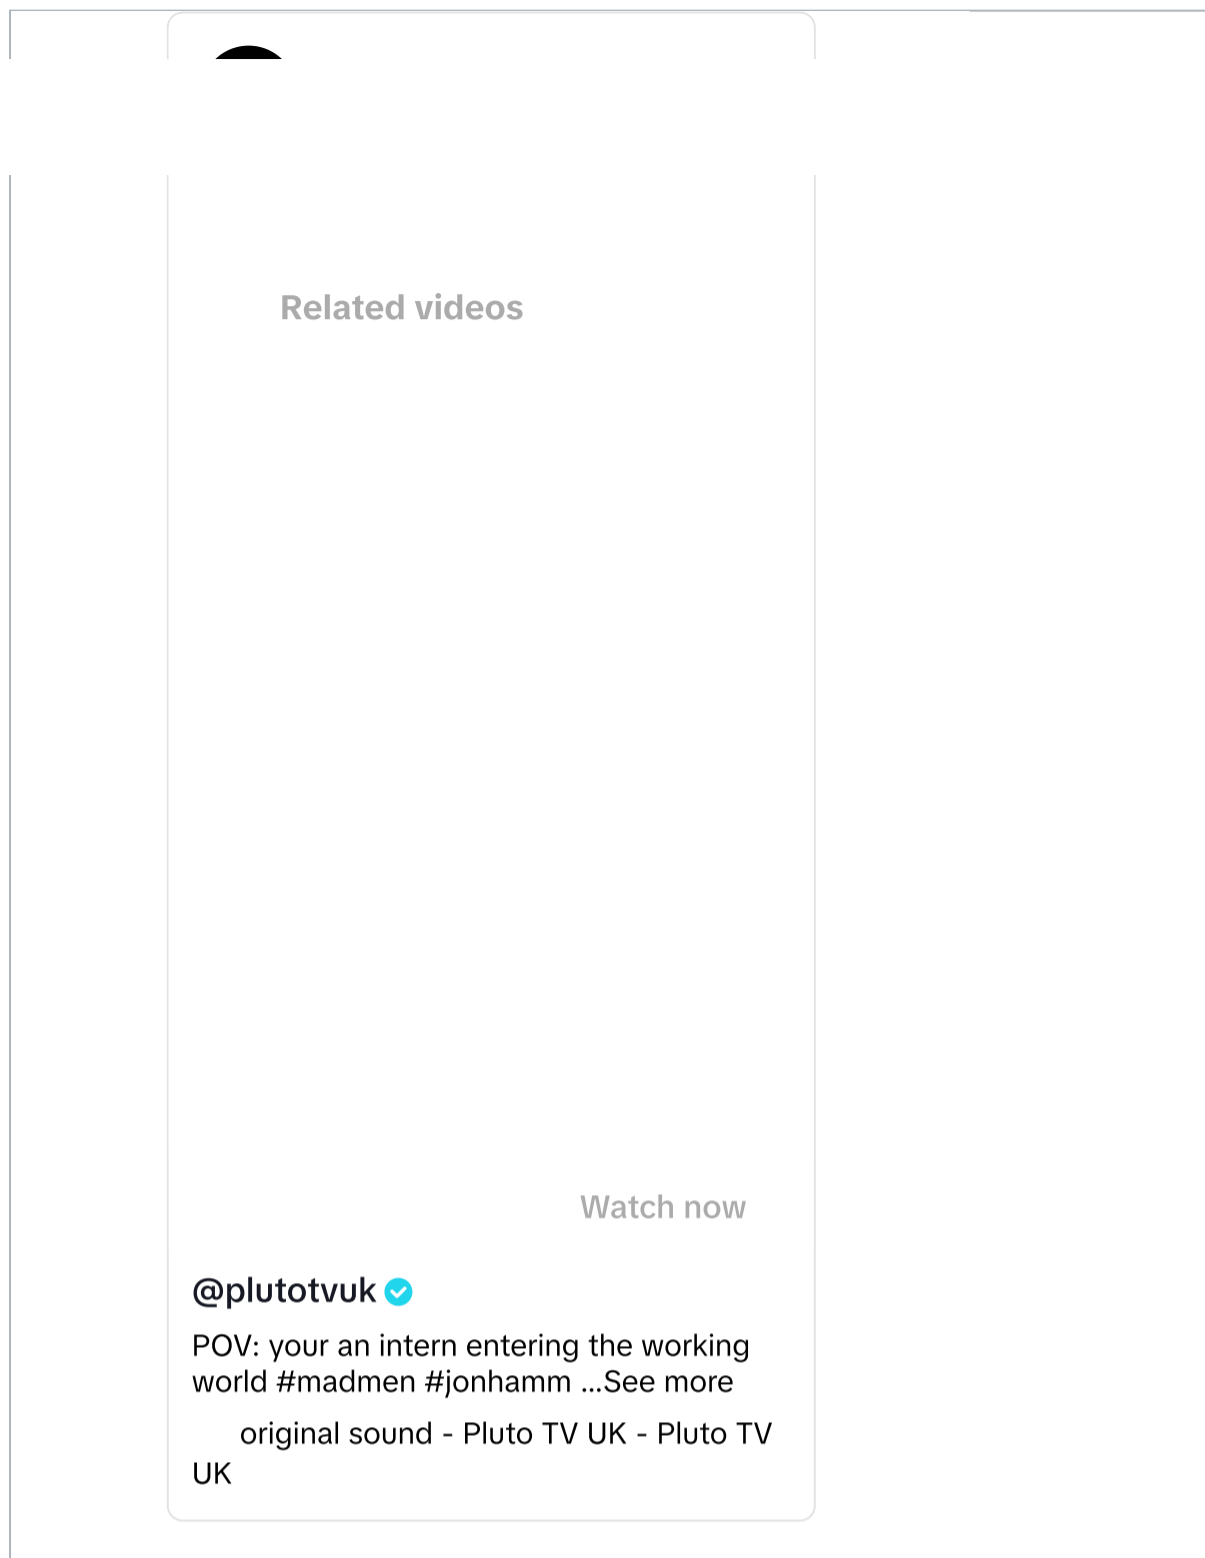 Related videos
Watch now
@plutotvuk
POV: your an intern entering the working
world #madmen #jonhamm ...See more
original sound - Pluto TV UK - Pluto TV
UK